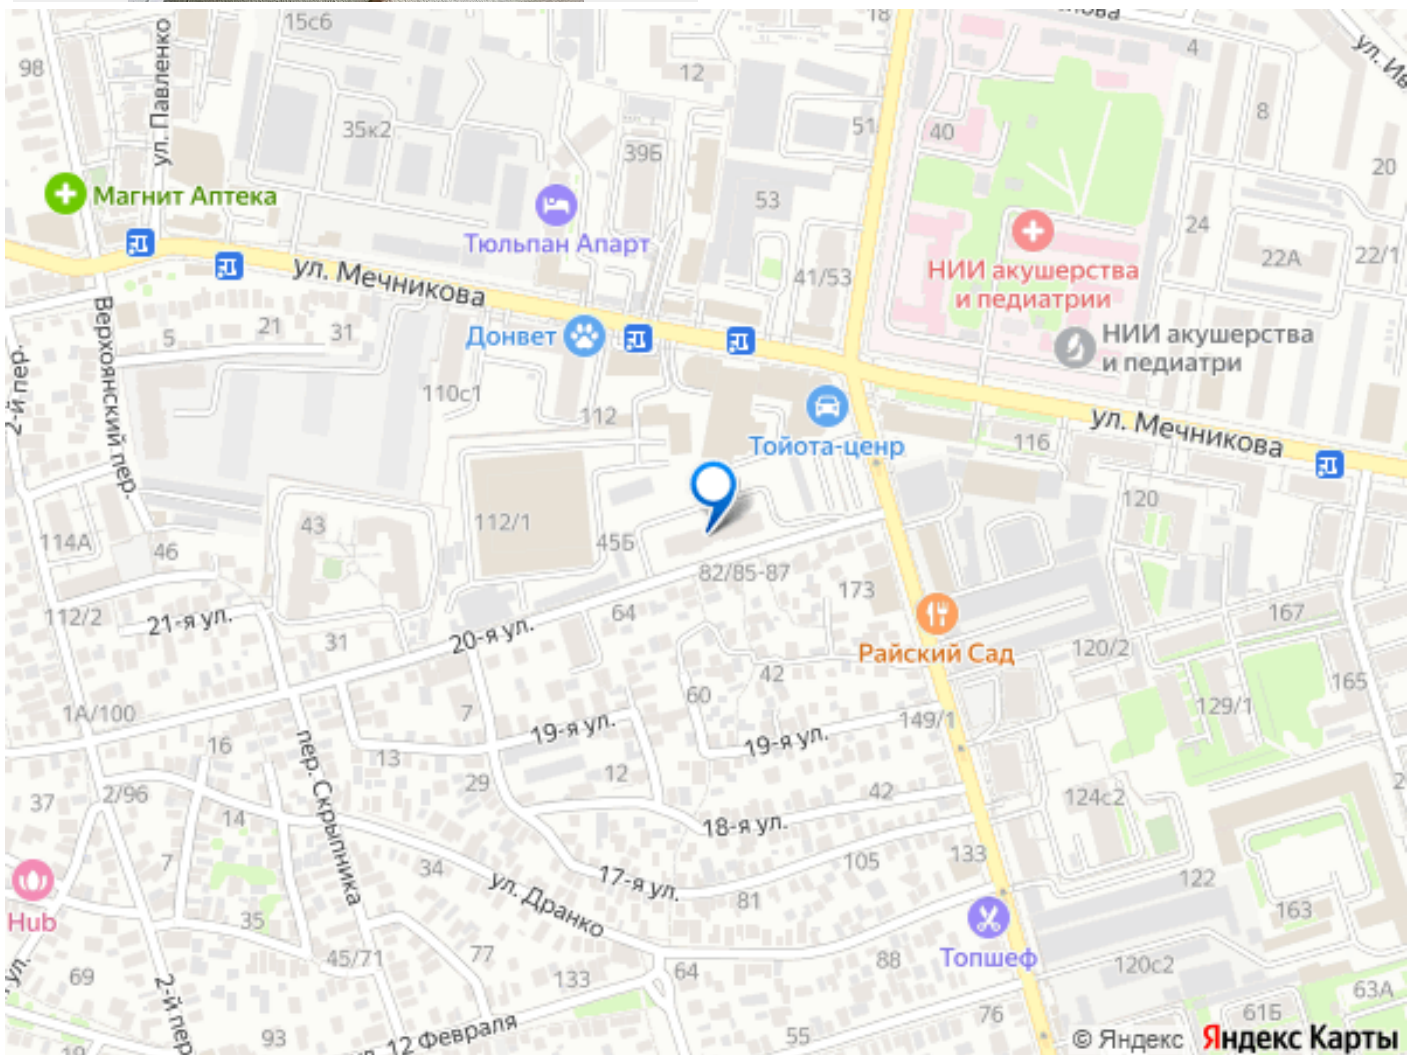 15с6
18
4
ул. Павленко
98
12
8
35к2
51
40
39Б
20
53
24
Магнит Аптека
Тюльпан Апарт
НИИ акушерства
и педиатрии
22А
22/1
41/53
ул. Мечникова
Верхоянский пер.
21
31
5
Донвет
НИИ акушерства
и педиатри
2-й пер.
110с1
112
Тойота-ценр
116
ул. Мечникова
120
43
112/1
114А
46
45Б
82/85-87
173
112/2
21-я ул.
64
167
31
20-я ул.
Райский Сад
120/2
42
60
165
1А/100
7
129/1
149/1
16
19-я ул.
19-я ул.
13
пер. Скрыпника
29
12
42
124с2
37
2/96
14
18-я ул.
7
34
105
133
17-я ул.
122
ул. Дранко
81
163
Hub
35
77
45/71
88
Топшеф
120с2
69
133
64
2-й пер.
63А
76
61Б
93
12 Февраля
55
© Яндекс Яндекс Карты